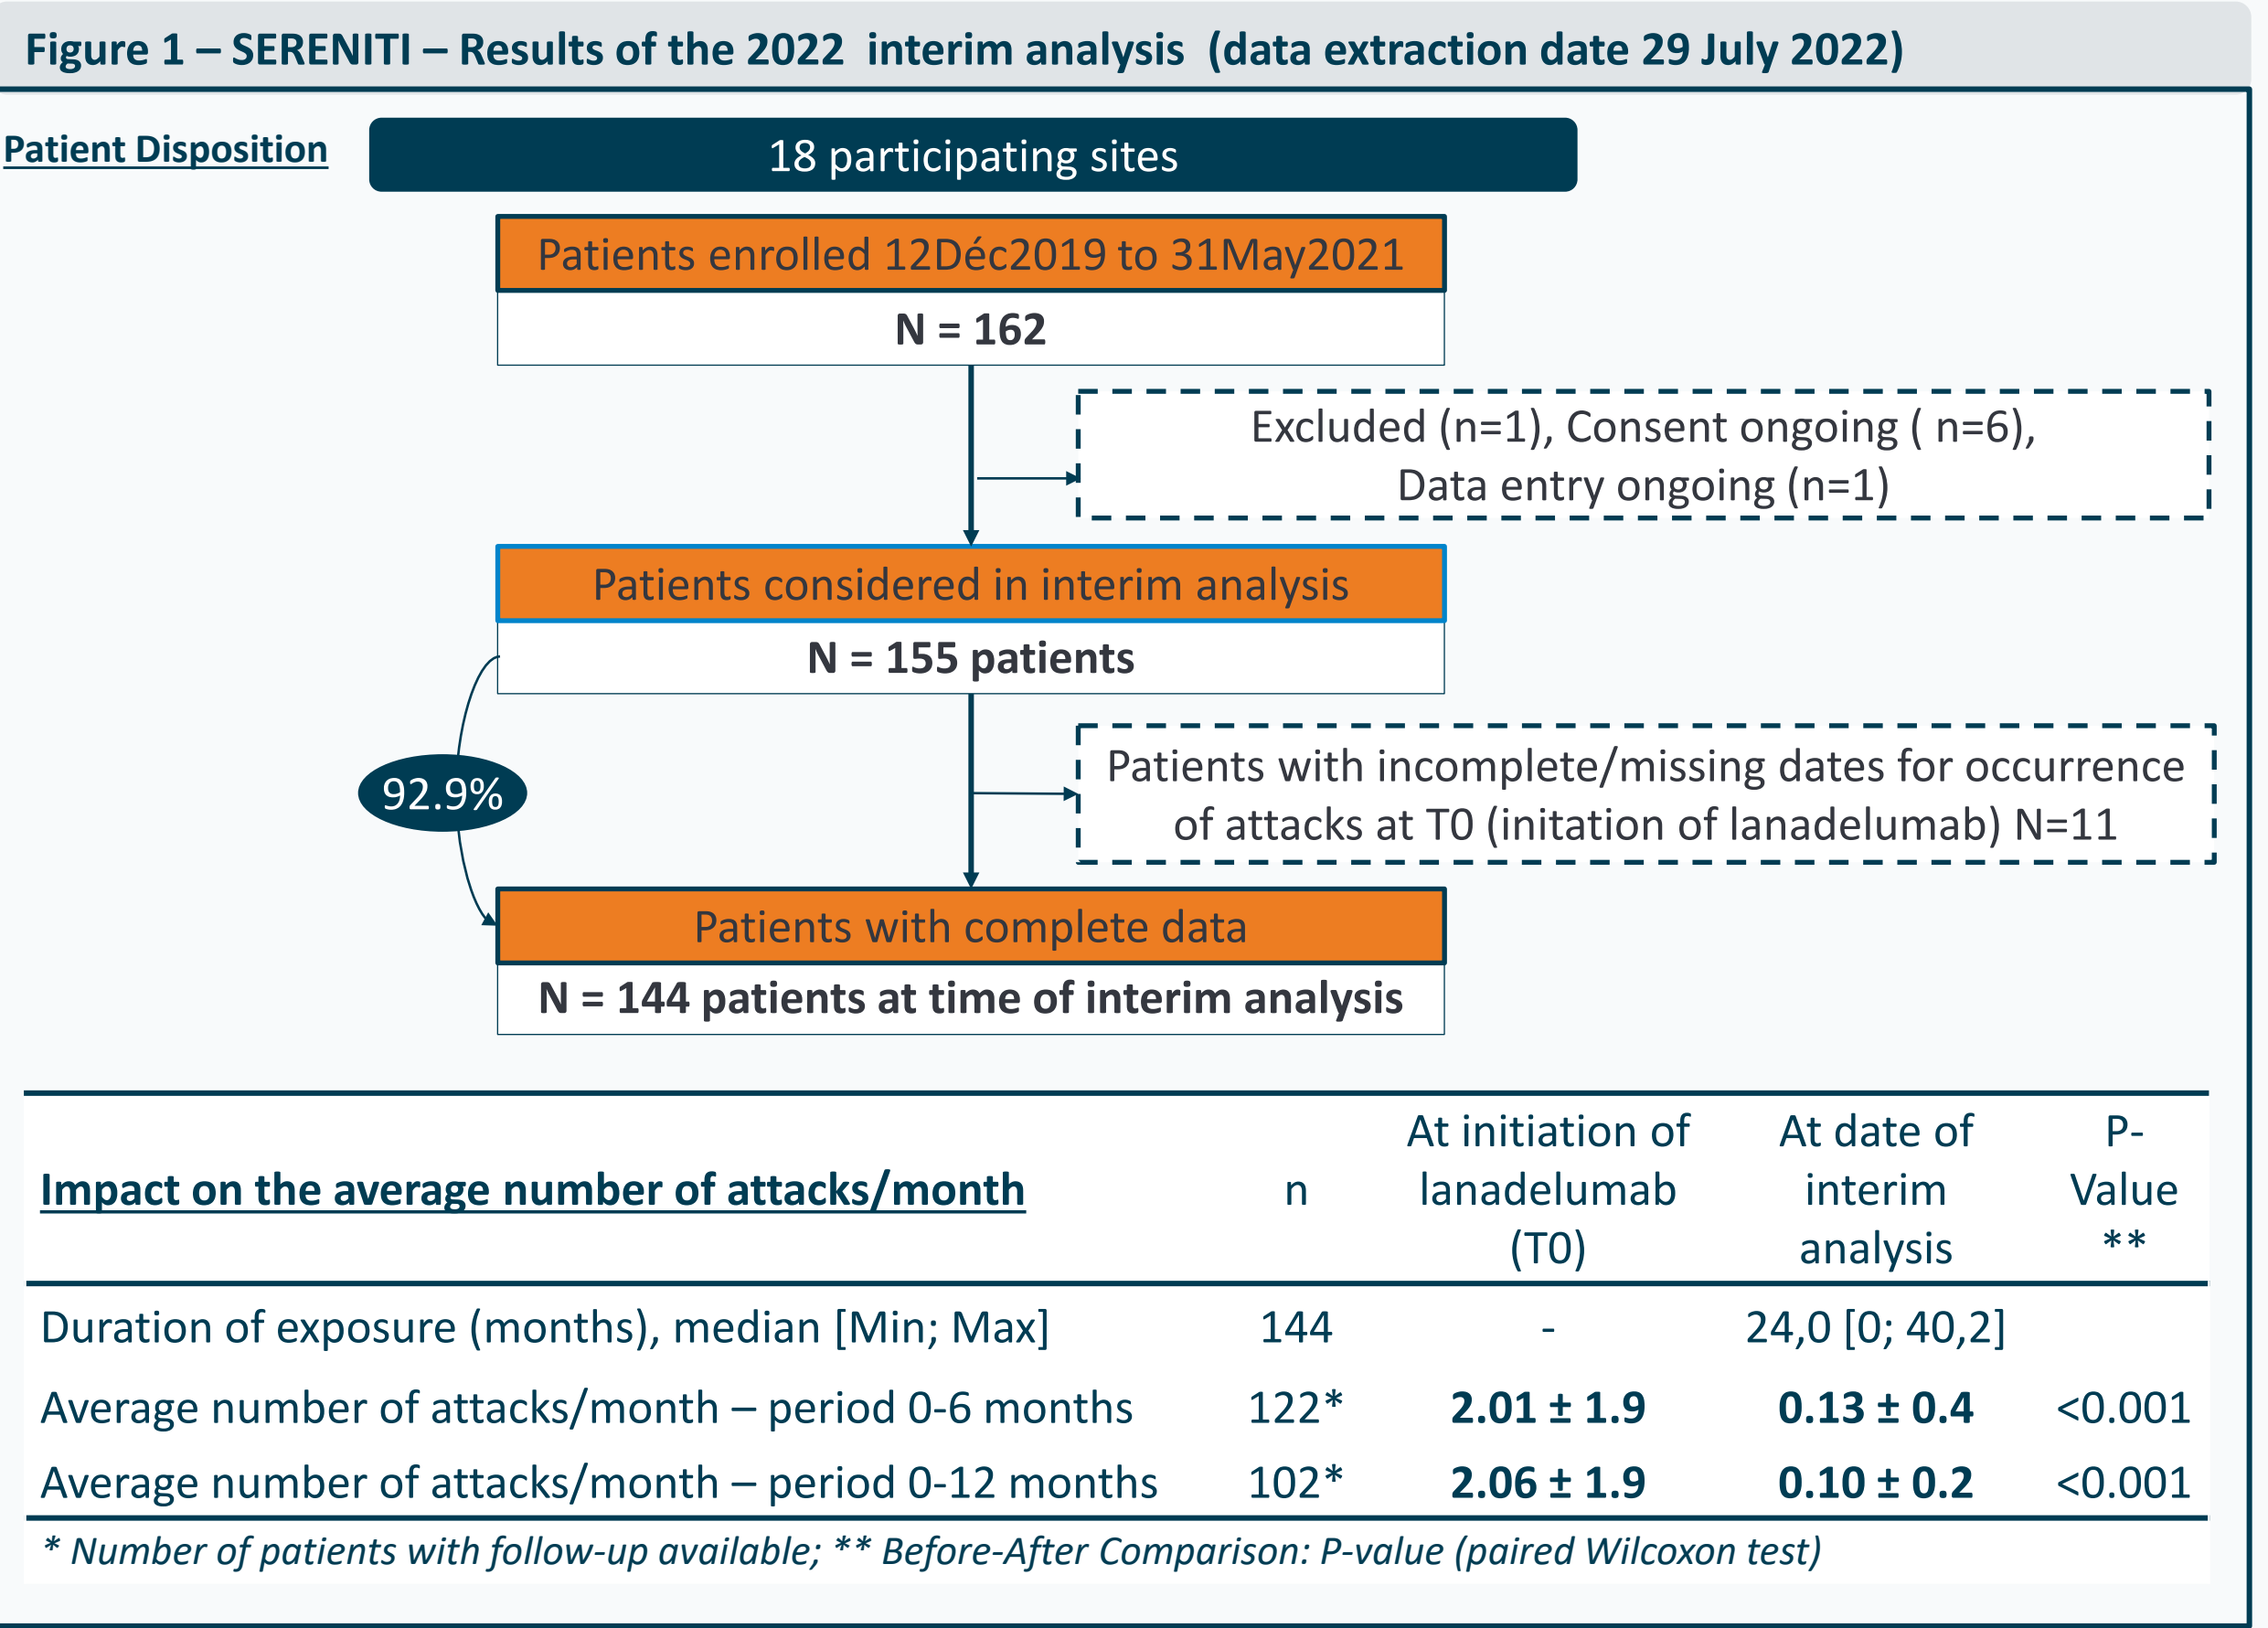 Figure 1 – SERENITI – Results of the 2022 interim analysis (data extraction date 29 July 2022)
Patient Disposition
18 participating sites
Patients enrolled 12Déc2019 to 31May2021
N = 162
Excluded (n=1), Consent ongoing ( n=6),
Data entry ongoing (n=1)
Patients considered in interim analysis
N = 155 patients
92.9%
Patients with incomplete/missing dates for occurrence
of attacks at T0 (initation of lanadelumab) N=11
Patients with complete data
N = 144 patients at time of interim analysis
Impact on the average number of attacks/month
n
At initiation of
lanadelumab
(T0)
At date of
interim
analysis
P-
Value
**
Duration of exposure (months), median [Min; Max] 144 - 24,0 [0; 40,2]
Average number of attacks/month – period 0-6 months 122* 2.01 ± 1.9 0.13 ± 0.4 <0.001
Average number of attacks/month – period 0-12 months 102* 2.06 ± 1.9 0.10 ± 0.2 <0.001
* Number of patients with follow-up available; ** Before-After Comparison: P-value (paired Wilcoxon test)